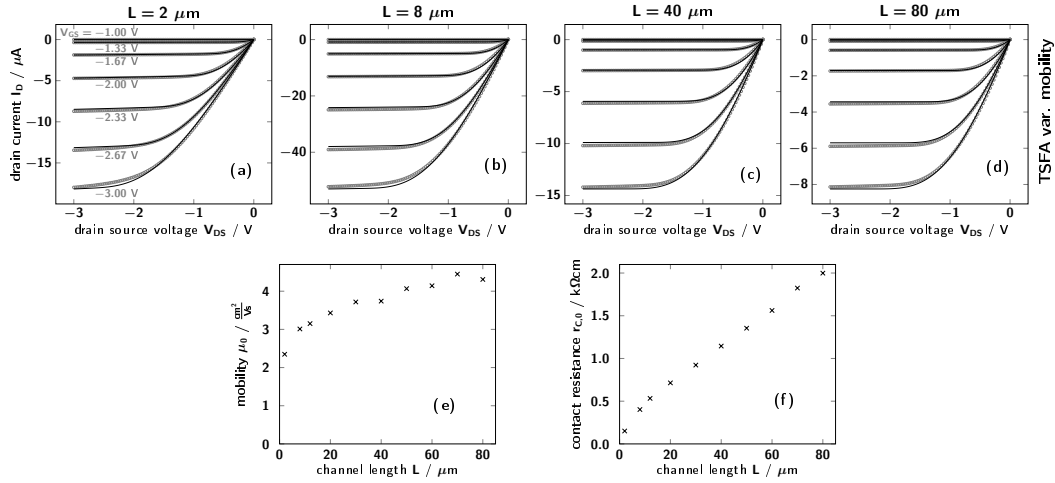 L = 2 μm
L = 8 μm
L = 40 μm
L = 80 μm
drain current I_D / μA
0
−5
−10
−15
V_GS = −1.00 V
−1.33 V
−1.67 V
−2.00 V
−2.33 V
−2.67 V
−3.00 V
(a)
−3 −2 −1 0
drain source voltage V_DS / V
0
−20
−40
(b)
−3 −2 −1 0
drain source voltage V_DS / V
0
−5
−10
−15
(c)
−3 −2 −1 0
drain source voltage V_DS / V
0
−2
−4
−6
−8
(d)
−3 −2 −1 0
drain source voltage V_DS / V
TSFA var. mobility
mobility μ_0 / cm²/Vs
4
3
2
1
0
(e)
0 20 40 60 80
channel length L / μm
contact resistance r_C,0 / kΩcm
2.0
1.5
1.0
0.5
0.0
(f)
0 20 40 60 80
channel length L / μm